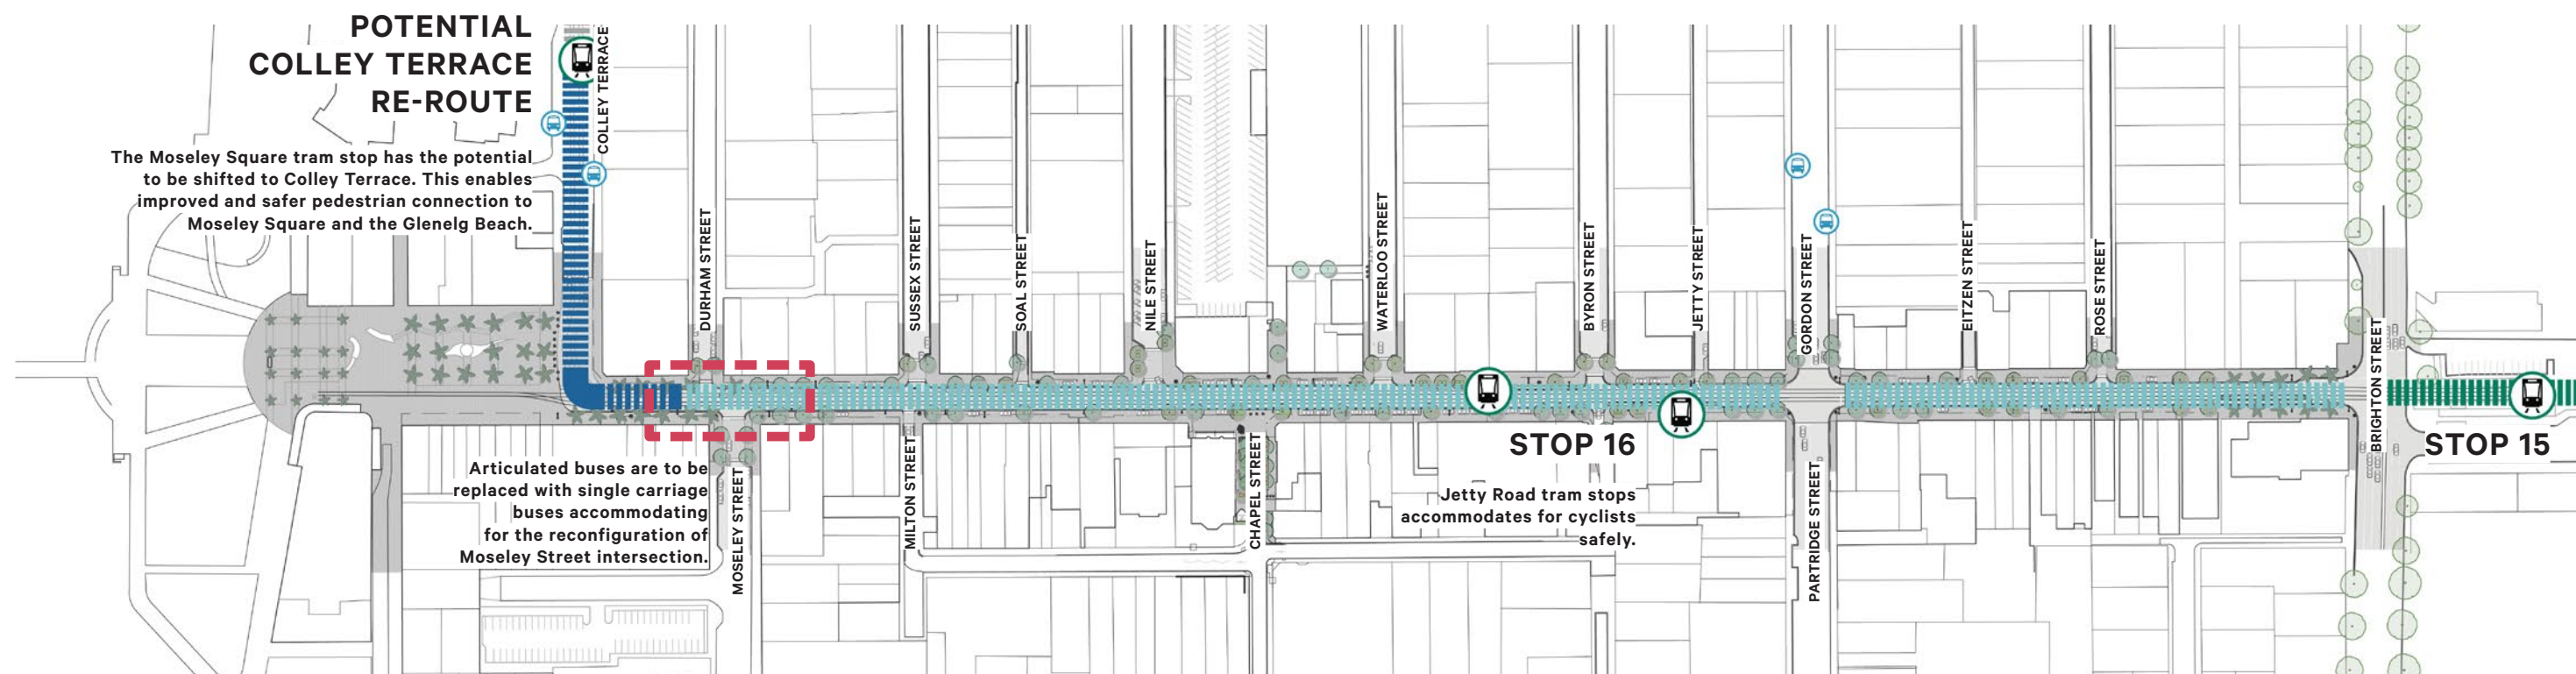 POTENTIAL
COLLEY TERRACE
RE-ROUTE
The Moseley Square tram stop has the potential
to be shifted to Colley Terrace. This enables
improved and safer pedestrian connection to
Moseley Square and the Glenelg Beach.
COLLEY TERRACE
DURHAM STREET
SUSSEX STREET
SOAL STREET
NILE STREET
WATERLOO STREET
BYRON STREET
JETTY STREET
GORDON STREET
EITZEN STREET
ROSE STREET
BRIGHTON STREET
Articulated buses are to be
replaced with single carriage
buses accommodating
for the reconfiguration of
Moseley Street intersection.
MOSELEY STREET
MILTON STREET
CHAPEL STREET
STOP 16
Jetty Road tram stops
accommodates for cyclists
safely.
PARTRIDGE STREET
STOP 15